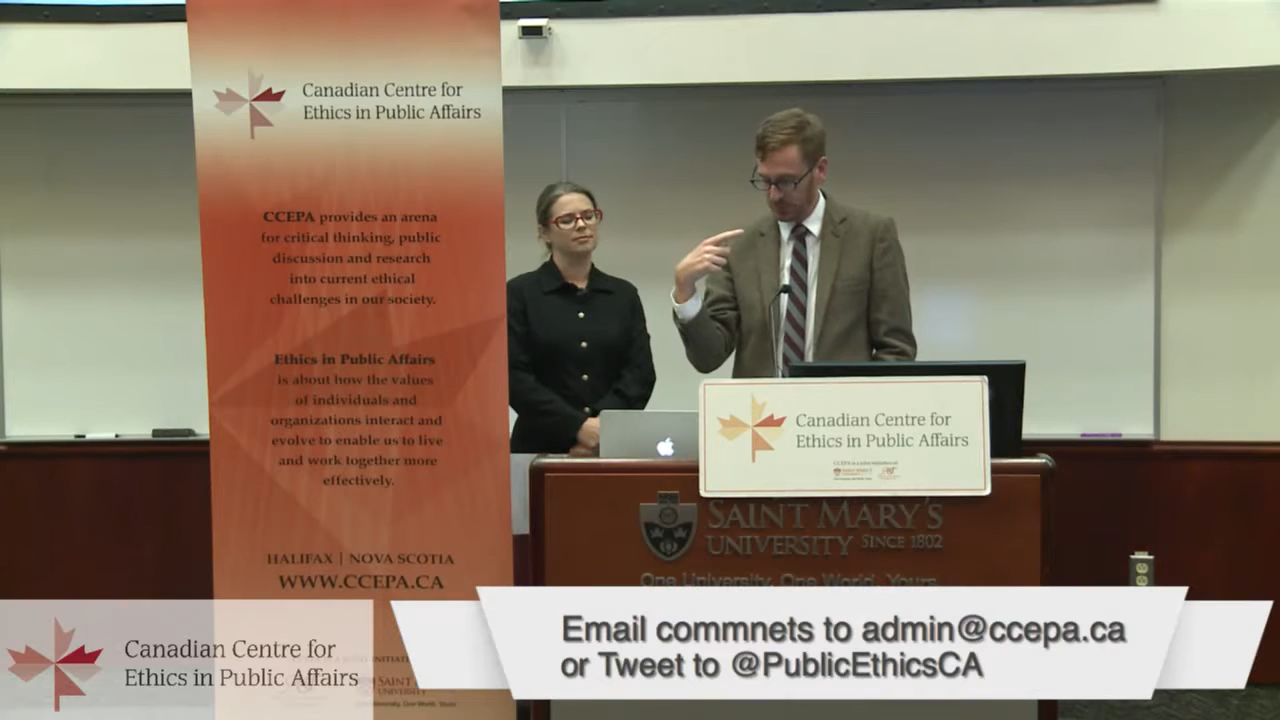 Canadian Centre for
Ethics in Public Affairs
CCEPA provides an arena
for critical thinking, public
discussion and research
into current ethical
challenges in our society.
Ethics in Public Affairs
is about how the values
of individuals and
organizations interact and
evolve to enable us to live
and work together more
effectively.
HALIFAX | NOVA SCOTIA
WWW.CCEPA.CA
Canadian Centre for
Ethics in Public Affairs
SAINT MARY'S
UNIVERSITY SINCE 1802
One University. One World. Yours.
Email commnets to admin@ccepa.ca
or Tweet to @PublicEthicsCA
Canadian Centre for
Ethics in Public Affairs